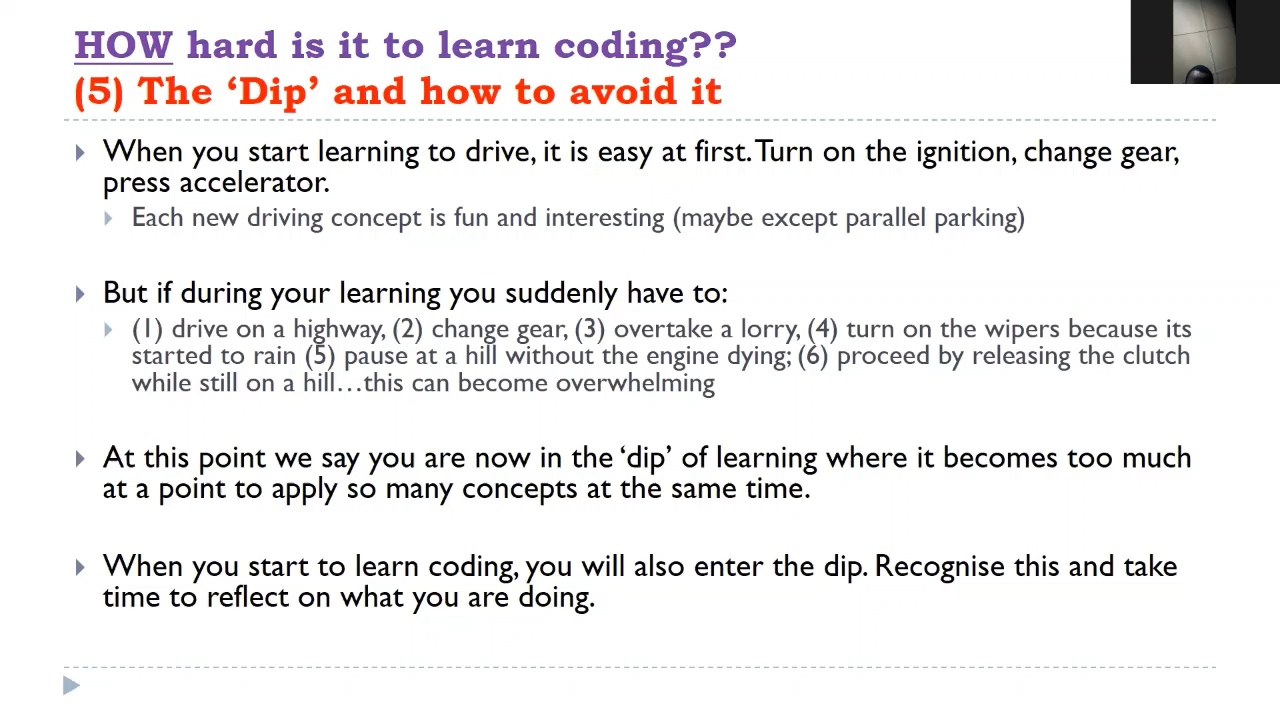 HOW hard is it to learn coding??
(5) The ‘Dip’ and how to avoid it
When you start learning to drive, it is easy at first. Turn on the ignition, change gear,
press accelerator.
Each new driving concept is fun and interesting (maybe except parallel parking)
But if during your learning you suddenly have to:
(1) drive on a highway, (2) change gear, (3) overtake a lorry, (4) turn on the wipers because its
started to rain (5) pause at a hill without the engine dying; (6) proceed by releasing the clutch
while still on a hill…this can become overwhelming
At this point we say you are now in the ‘dip’ of learning where it becomes too much
at a point to apply so many concepts at the same time.
When you start to learn coding, you will also enter the dip. Recognise this and take
time to reflect on what you are doing.